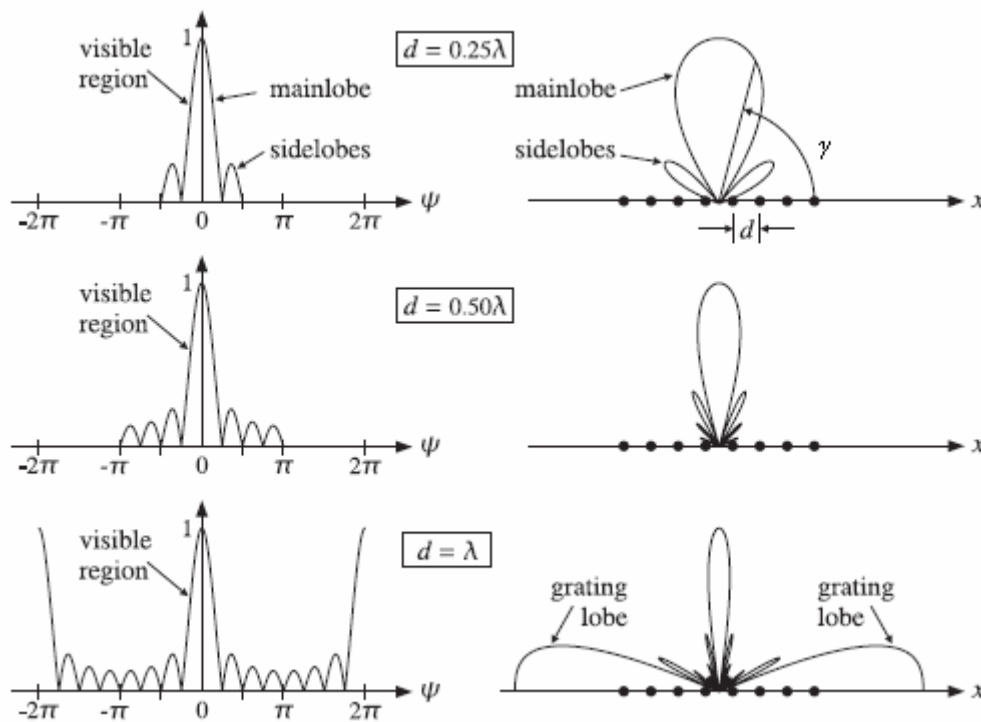 1
visible
region
mainlobe
sidelobes
-2π -π 0 π 2π ψ
d = 0.25λ
mainlobe
sidelobes
γ
x
d
1
visible
region
-2π -π 0 π 2π ψ
d = 0.50λ
x
1
visible
region
-2π -π 0 π 2π ψ
d = λ
grating
lobe
grating
lobe
x